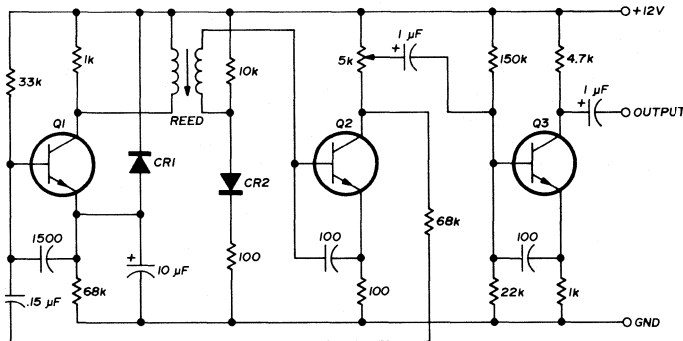 +12V
1 μF
+
1k
5k
150k
4.7k
33k
10k
1 μF
+
REED
Q1
Q2
Q3
OUTPUT
CR1
CR2
68k
1500
100
100
+
10 μF
100
.15 μF
68k
100
22k
1k
GND